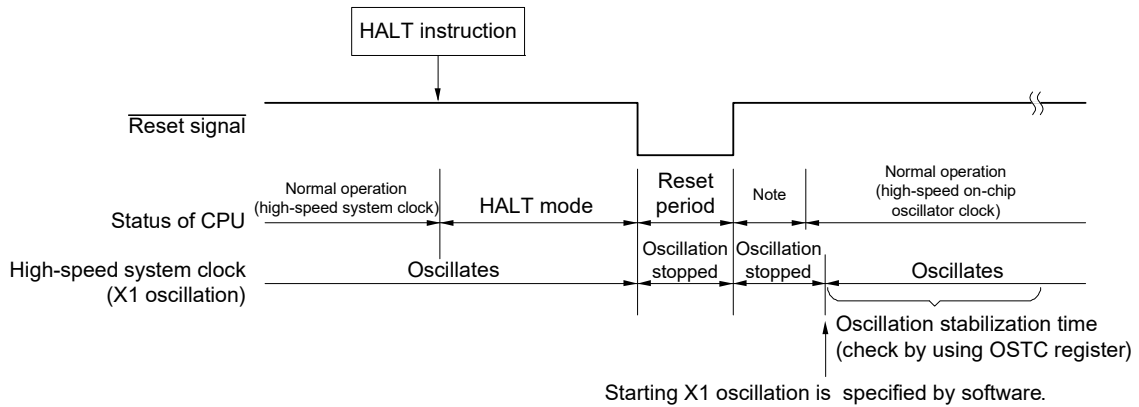 HALT instruction
Reset signal
Status of CPU
Normal operation
(high-speed system clock)
HALT mode
Reset
period
Note
Normal operation
(high-speed on-chip
oscillator clock)
High-speed system clock
(X1 oscillation)
Oscillates
Oscillation
stopped
Oscillation
stopped
Oscillates
Oscillation stabilization time
(check by using OSTC register)
Starting X1 oscillation is specified by software.